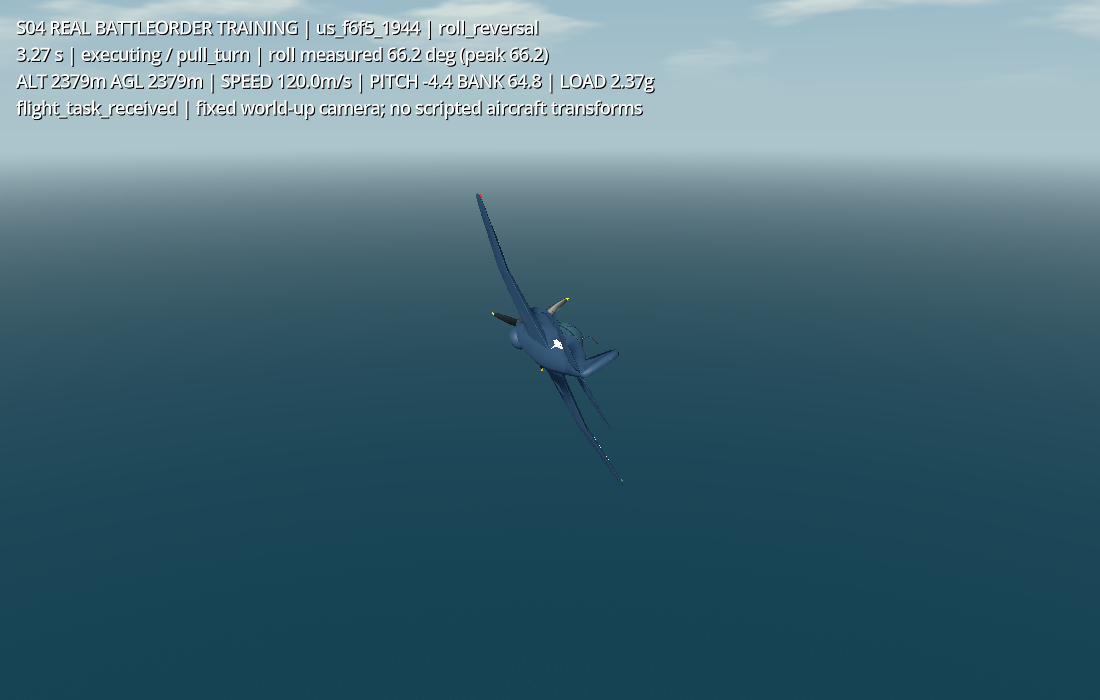 S04 REAL BATTLEORDER TRAINING | us_f6f5_1944 | roll_reversal
3.27 s | executing / pull_turn | roll measured 66.2 deg (peak 66.2)
ALT 2379m AGL 2379m | SPEED 120.0m/s | PITCH -4.4 BANK 64.8 | LOAD 2.37g
flight_task_received | fixed world-up camera; no scripted aircraft transforms